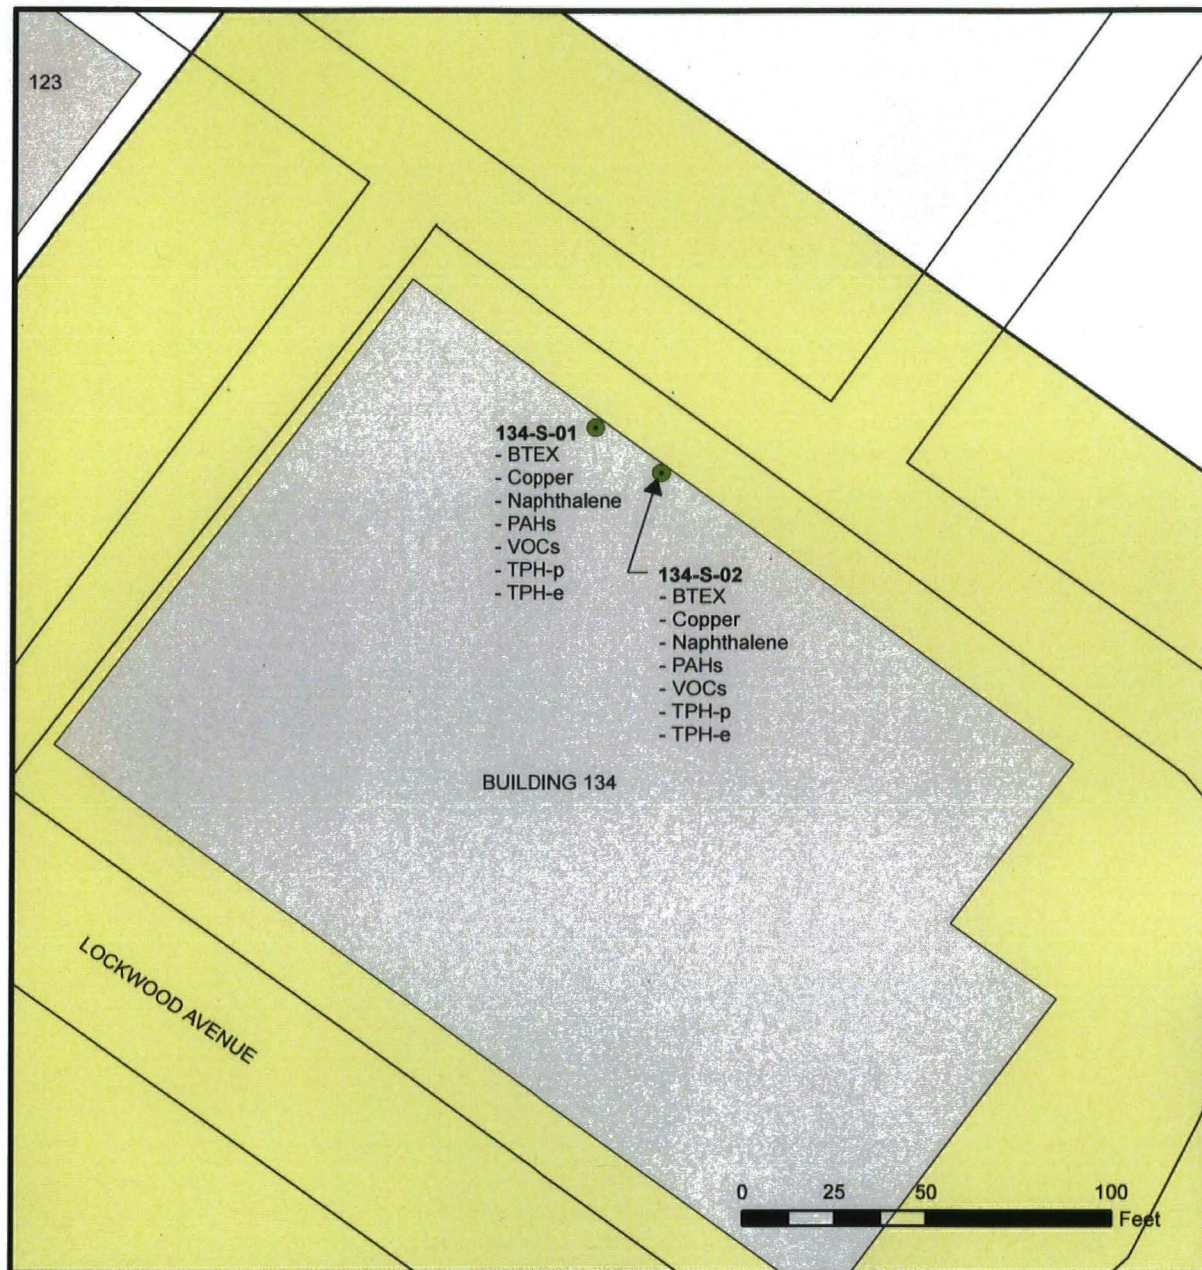 123
134-S-01
- BTEX
- Copper
- Naphthalene
- PAHs
- VOCs
- TPH-p
- TPH-e
134-S-02
- BTEX
- Copper
- Naphthalene
- PAHs
- VOCs
- TPH-p
- TPH-e
BUILDING 134
LOCKWOOD AVENUE
0 25 50 100
Feet